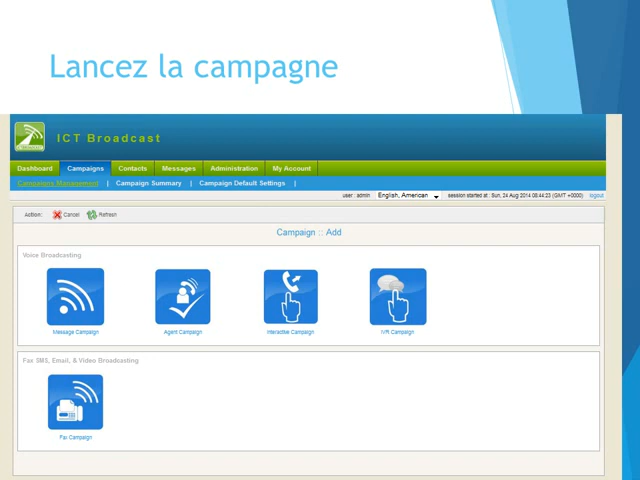 Lancez la campagne
ICT Broadcast
Dashboard Campaigns Contacts Messages Administration My Account
Campaigns Management | Campaign Summary | Campaign Default Settings |
user : admin English, American session started at : Sun, 24 Aug 2014 08:44:23 (GMT +0000) logout
Action: Cancel Refresh
Campaign :: Add
Voice Broadcasting
Message Campaign Agent Campaign Interactive Campaign IVR Campaign
Fax SMS, Email, & Video Broadcasting
Fax Campaign